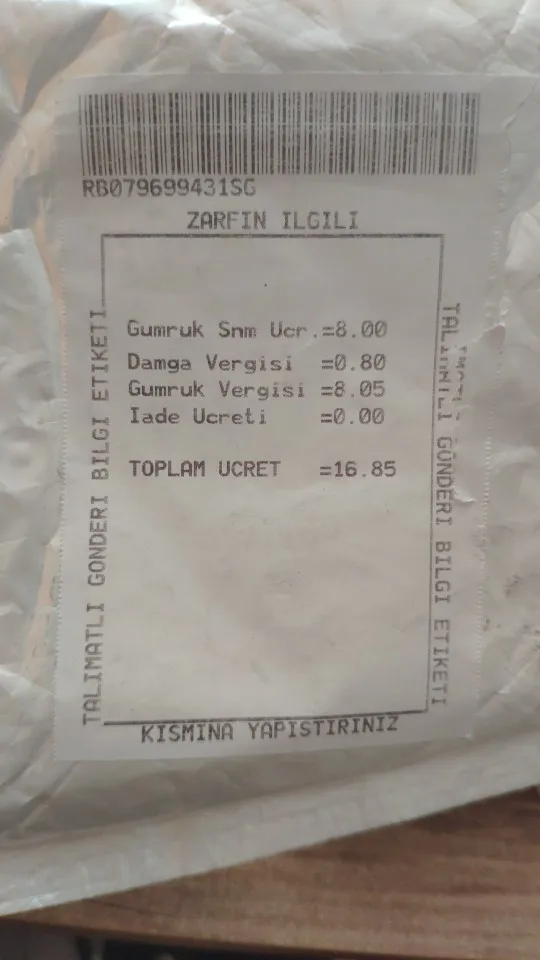 RB079699431SG
ZARFIN ILGILI
TALIMATLI GONDERI BILGI ETIKETI
Gumruk Snm Ucr.=8.00
Damga Vergisi =0.80
Gumruk Vergisi =8.05
Iade Ucreti =0.00
TOPLAM UCRET =16.85
GONDERI BILGI ETIKETI
KISMINA YAPISTIRINIZ